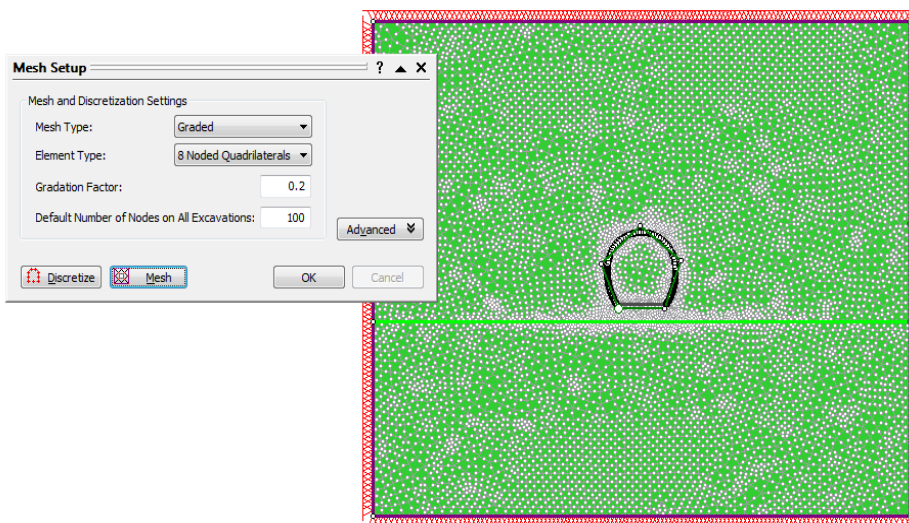 Mesh Setup
Mesh and Discretization Settings
Mesh Type: Graded
Element Type: 8 Noded Quadrilaterals
Gradation Factor: 0.2
Default Number of Nodes on All Excavations: 100
Advanced
Discretize Mesh OK Cancel